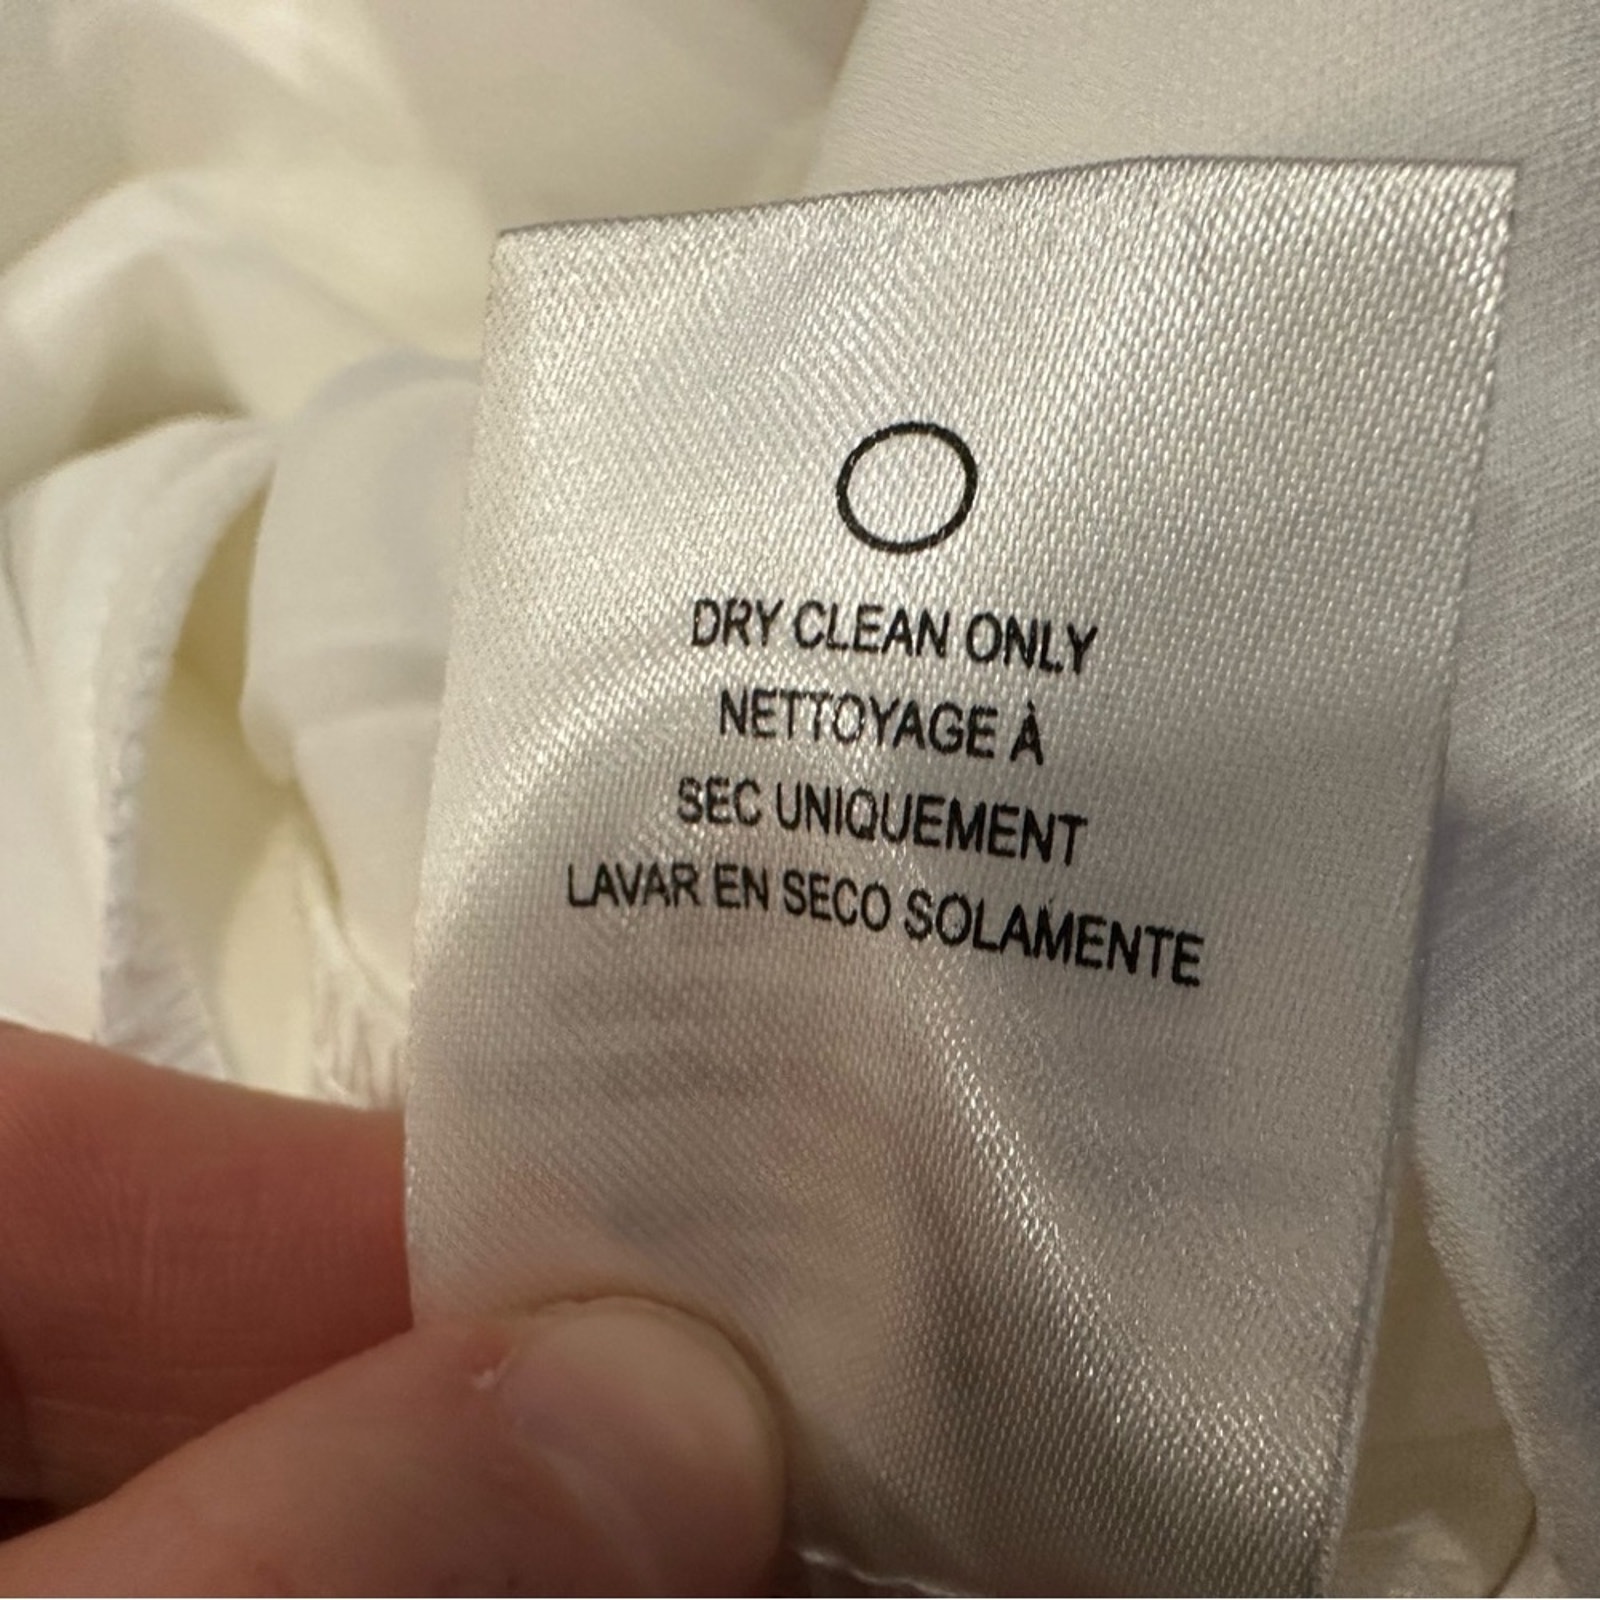 DRY CLEAN ONLY
NETTOYAGE À
SEC UNIQUEMENT
LAVAR EN SECO SOLAMENTE